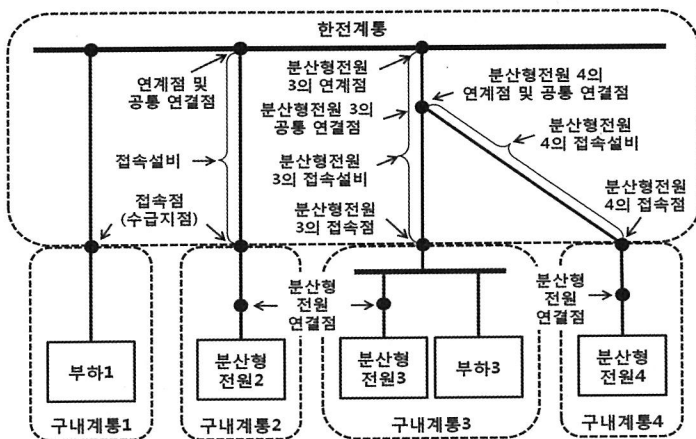 한전계통
연계점 및
공통 연결점
접속설비
접속점
(수급지점)
분산형전원
3의 연계점
분산형전원 3의
공통 연결점
분산형전원
3의 접속설비
분산형전원
3의 접속점
분산형전원 4의
연계점 및 공통 연결점
분산형전원
4의 접속설비
분산형전원
4의 접속점
분산형
전원
연결점
분산형
전원
연결점
부하1
분산형
전원2
분산형
전원3
부하3
분산형
전원4
구내계통1
구내계통2
구내계통3
구내계통4